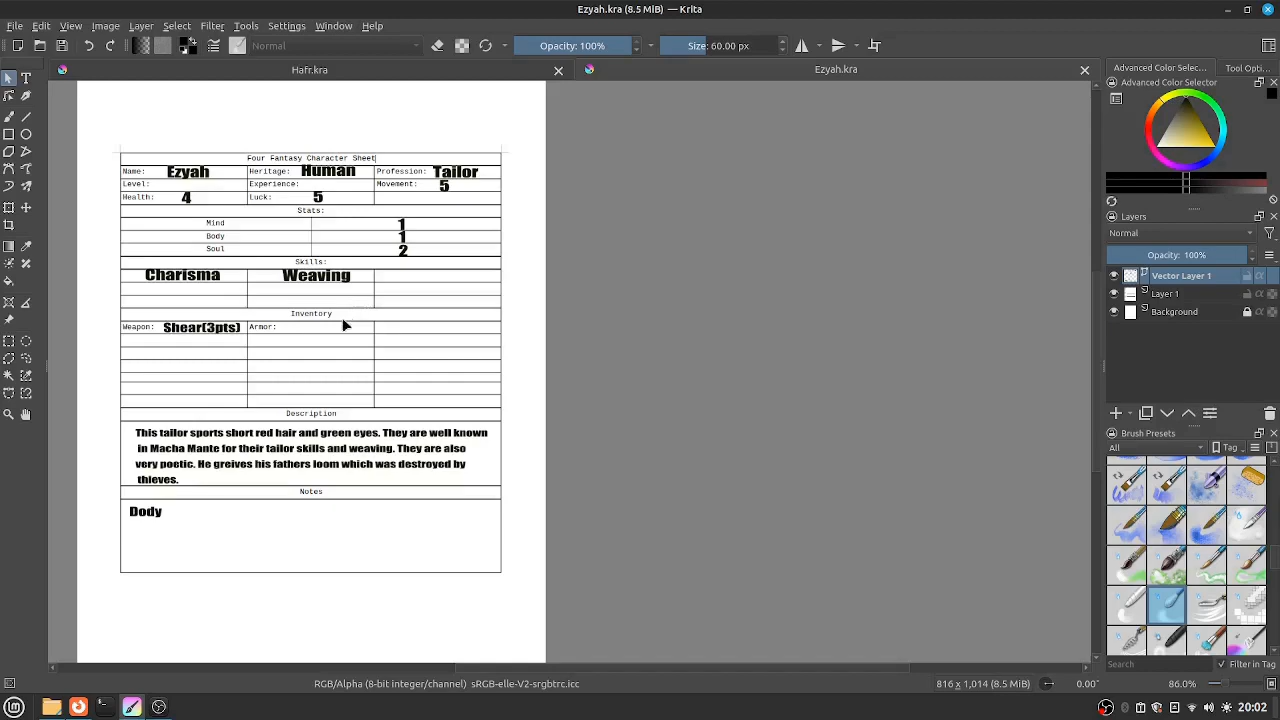 Ezyah.kra (8.5 MiB) — Krita
File Edit View Image Layer Select Filter Tools Settings Help
Normal Opacity: 100% Size: 60.00 px
Hafr.kra Ezyah.kra
Advanced Color Selec... Tool Opti...
Advanced Color Selector
Four Fantasy Character Sheet
Name: Ezyah Heritage: Human Profession: Tailor
Level: Experience: Movement: 5
Health: 4 Luck: 5
Stats:
Mind 1
Body 1
Soul 2
Skills:
Charisma Weaving
Inventory
Weapon: Shear(3pts) Armor:
Description
This tailor sports short red hair and green eyes. They are well known
in Macha Mante for their tailor skills and weaving. They are also
very poetic. He greives his fathers loom which was destroyed by
thieves.
Notes
Dody
Layers
Normal
Opacity: 100%
Vector Layer 1
Layer 1
Background
Brush Presets
All Tag
Search Filter in Tag
RGB/Alpha (8-bit integer/channel) sRGB-elle-V2-srgbtrc.icc 816 x 1,014 (8.5 MiB) 0.00° 86.0%
20:02